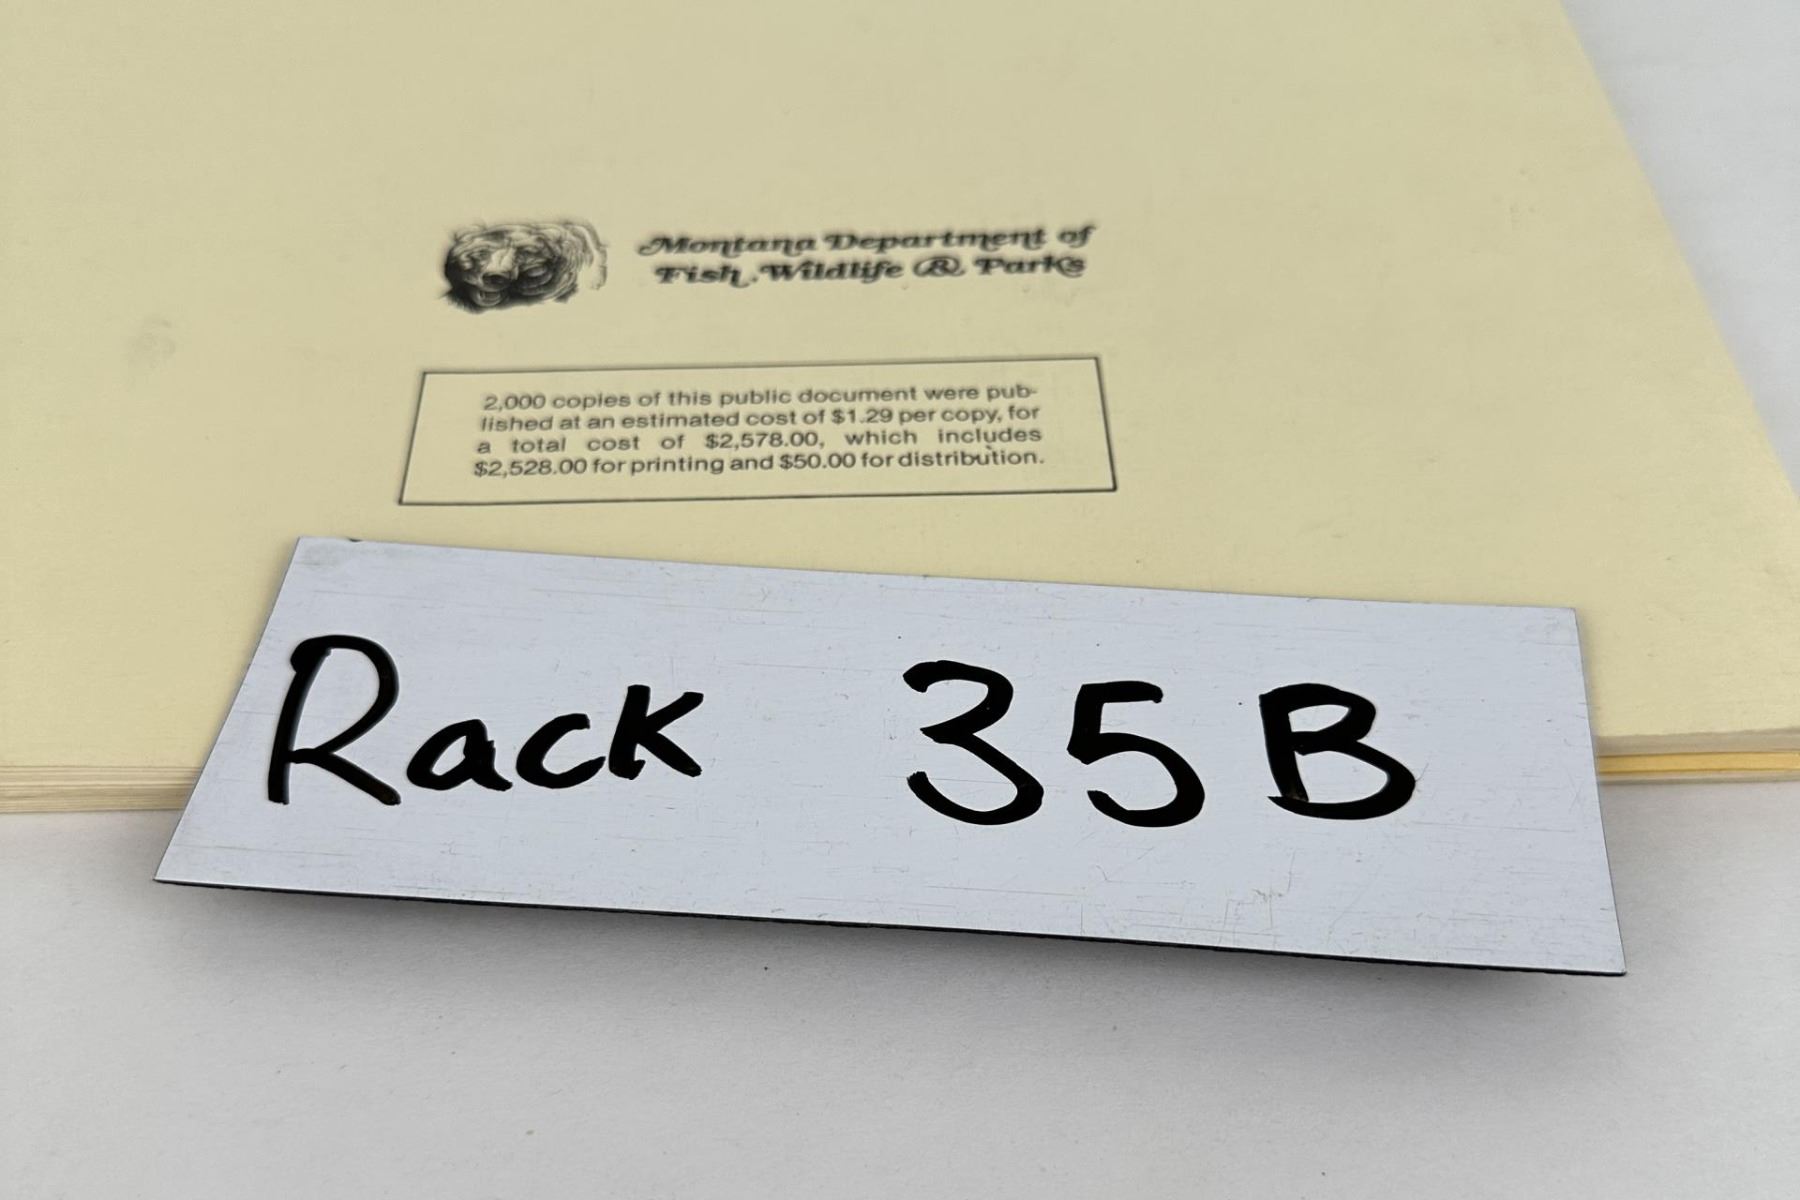 Montana Department of
Fish, Wildlife & Parks
2,000 copies of this public document were pub-
lished at an estimated cost of $1.29 per copy, for
a total cost of $2,578.00, which includes
$2,528.00 for printing and $50.00 for distribution.
Rack 35B